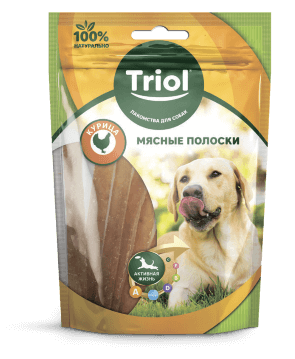 100%
НАТУРАЛЬНО
Triol
ЛАКОМСТВА ДЛЯ СОБАК
КУРИЦА
МЯСНЫЕ ПОЛОСКИ
АКТИВНАЯ
ЖИЗНЬ
A
D